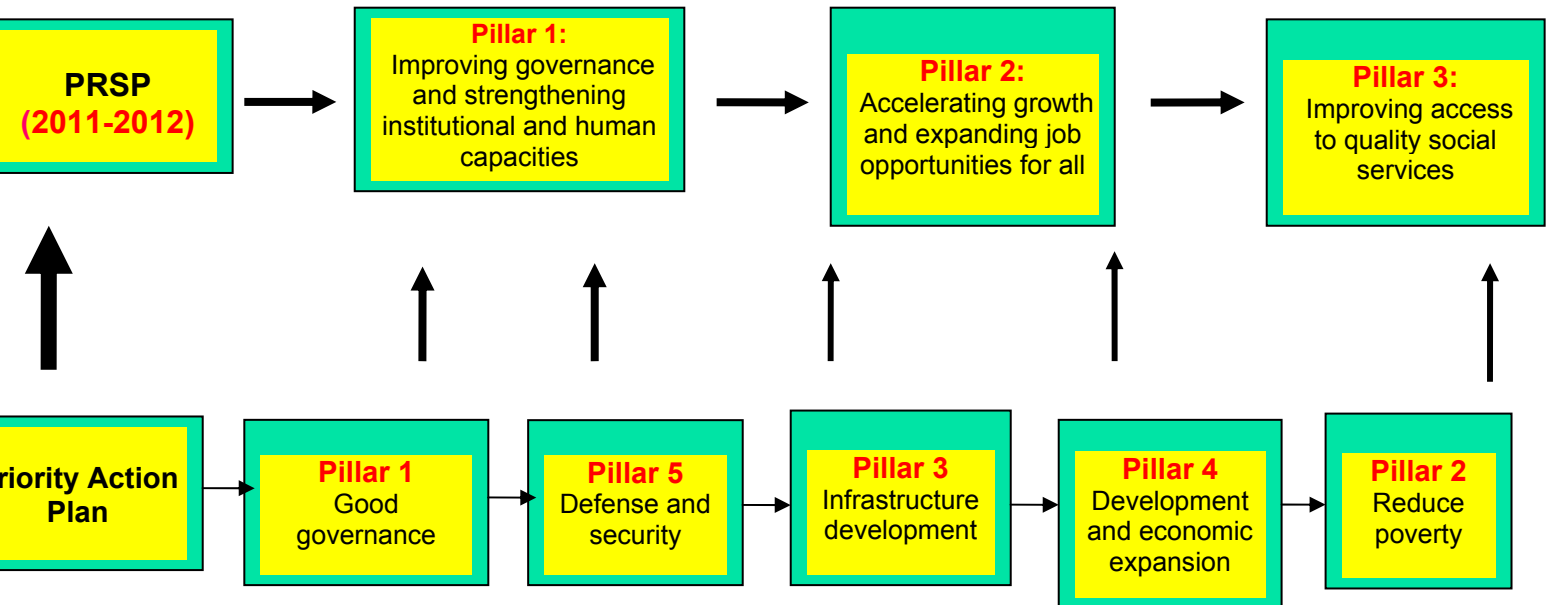 PRSP
(2011-2012)
Pillar 1:
Improving governance
and strengthening
institutional and human
capacities
Pillar 2:
Accelerating growth
and expanding job
opportunities for all
Pillar 3:
Improving access
to quality social
services
riority Action
Plan
Pillar 1
Good
governance
Pillar 5
Defense and
security
Pillar 3
Infrastructure
development
Pillar 4
Development
and economic
expansion
Pillar 2
Reduce
poverty